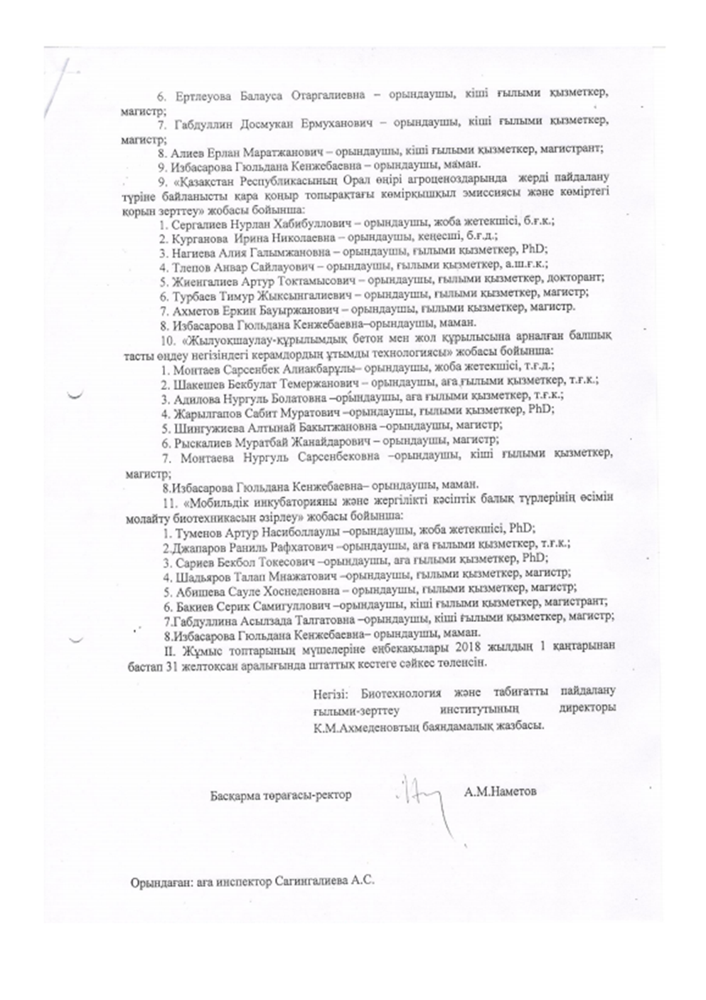 6. Ертлеуова Балауса Отаргалиевна – орындаушы, кіші ғылыми қызметкер,
магистр;
7. Габдуллин Досмукан Ермуханович – орындаушы, кіші ғылыми қызметкер,
магистр;
8. Алиев Ерлан Маратжанович – орындаушы, кіші ғылыми қызметкер, магистрант;
9. Избасарова Гюльдана Кенжебаевна – орындаушы, маман.
9. «Қазақстан Республикасының Орал өңірі агроценоздарында жерді пайдалану
түріне байланысты қара қоңыр топырақтағы көмірқышқыл эмиссиясы және көміртегі
қорын зерттеу» жобасы бойынша:
1. Сергалиев Нурлан Хабибуллович – орындаушы, жоба жетекшісі, б.ғ.к.;
2. Курганова Ирина Николаевна – орындаушы, кеңесші, б.ғ.д.;
3. Нагиева Алия Галымжановна – орындаушы, ғылыми қызметкер, PhD;
4. Тлепов Анвар Сайлауович – орындаушы, ғылыми қызметкер, а.ш.ғ.к.;
5. Жиенгалиев Артур Токтамысович – орындаушы, ғылыми қызметкер, докторант;
6. Турбаев Тимур Жыксынгалиевич – орындаушы, ғылыми қызметкер, магистр;
7. Ахметов Еркин Бауыржанович – орындаушы, ғылыми қызметкер, магистр.
8. Избасарова Гюльдана Кенжебаевна–орындаушы, маман.
10. «Жылуоқшаулау-құрылымдық бетон мен жол құрылысына арналған балшық
тасты өңдеу негізіндегі керамдордың ұтымды технологиясы» жобасы бойынша:
1. Монтаев Сарсенбек Алиакбарұлы– орындаушы, жоба жетекшісі, т.ғ.д.;
2. Шакешев Бекбулат Темержанович – орындаушы, аға ғылыми қызметкер, т.ғ.к.;
3. Адилова Нургуль Болатовна –орындаушы, аға ғылыми қызметкер, т.ғ.к.;
4. Жарылгапов Сабит Муратович –орындаушы, ғылыми қызметкер, PhD;
5. Шингужиева Алтынай Бакытжановна –орындаушы, магистр;
6. Рыскалиев Муратбай Жанайдарович – орындаушы, магистр;
7. Монтаева Нургуль Сарсенбековна –орындаушы, кіші ғылыми қызметкер,
магистр;
8.Избасарова Гюльдана Кенжебаевна– орындаушы, маман.
11. «Мобильдік инкубаторияны және жергілікті кәсіптік балық түрлерінің өсімін
молайту биотехникасын әзірлеу» жобасы бойынша:
1. Туменов Артур Насиболлаулы –орындаушы, жоба жетекшісі, PhD;
2.Джапаров Раниль Рафхатович –орындаушы, аға ғылыми қызметкер, т.ғ.к.;
3. Сариев Бекбол Токесович –орындаушы, аға ғылыми қызметкер, PhD;
4. Шадьяров Талап Мнажатович –орындаушы, ғылыми қызметкер, магистр;
5. Абишева Сауле Хоснеденовна – орындаушы, ғылыми қызметкер, магистр;
6. Бакиев Серик Самигуллович –орындаушы, кіші ғылыми қызметкер, магистрант;
7.Габдуллина Асылзада Талгатовна –орындаушы, кіші ғылыми қызметкер, магистр;
8.Избасарова Гюльдана Кенжебаевна– орындаушы, маман.
II. Жұмыс топтарының мүшелеріне еңбекақылары 2018 жылдың 1 қаңтарынан
бастап 31 желтоқсан аралығында штаттық кестеге сәйкес төленсін.
Негізі: Биотехнология және табиғатты пайдалану
ғылыми-зерттеу институтының директоры
К.М.Ахмеденовтың баяндамалық жазбасы.
Басқарма төрағасы-ректор А.М.Наметов
Орындаған: аға инспектор Сагингалиева А.С.